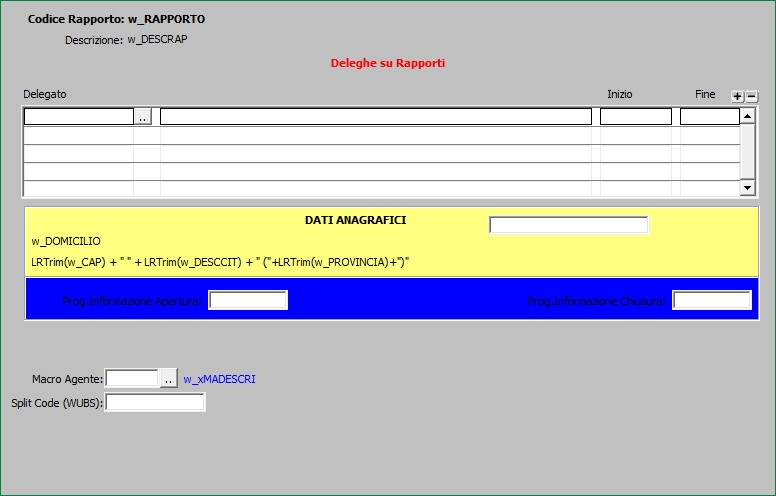 Codice Rapporto: w_RAPPORTO
Descrizione: w_DESCRAP
Deleghe su Rapporti
Delegato Inizio Fine + −
..
DATI ANAGRAFICI
w_DOMICILIO
LRTrim(w_CAP) + " " + LRTrim(w_DESCCIT) + " ("+LRTrim(w_PROVINCIA)+")"
Prog.Informazione Apertura: Prog.Informazione Chiusura:
Macro Agente: .. w_xMADESCRI
Split Code (WUBS):